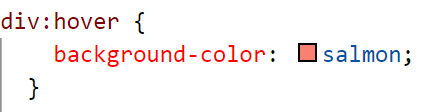 div:hover {
    background-color: salmon;
  }